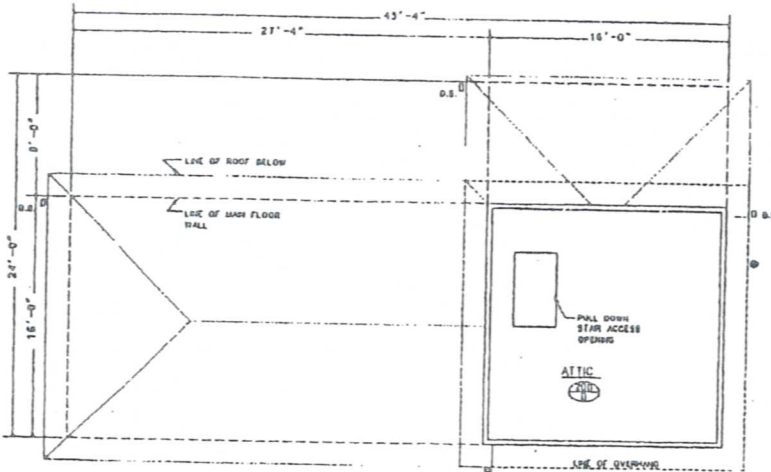 43'-4"
27'-4"
16'-0"
D.S.
8'-0"
LINE OF ROOF BELOW
D.S.
LINE OF MAIN FLOOR
WALL
24'-0"
16'-0"
PULL DOWN
STAIR ACCESS
OPENING
ATTIC
LINE OF OVERHANG